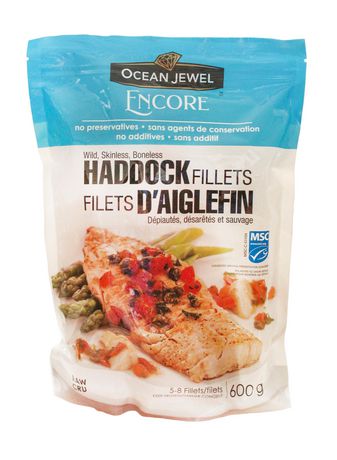 OCEAN JEWEL
ENCORE
no preservatives • sans agents de conservation
no additives • sans additif
Wild, Skinless, Boneless
HADDOCK FILLETS
FILETS D'AIGLEFIN
Dépiautés, désarêtés et sauvage
MSC
RAW
CRU
5-8 Fillets/filets
600 g